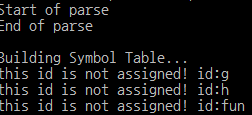 Start of parse
End of parse
Building Symbol Table...
this id is not assigned! id:g
this id is not assigned! id:h
this id is not assigned! id:fun